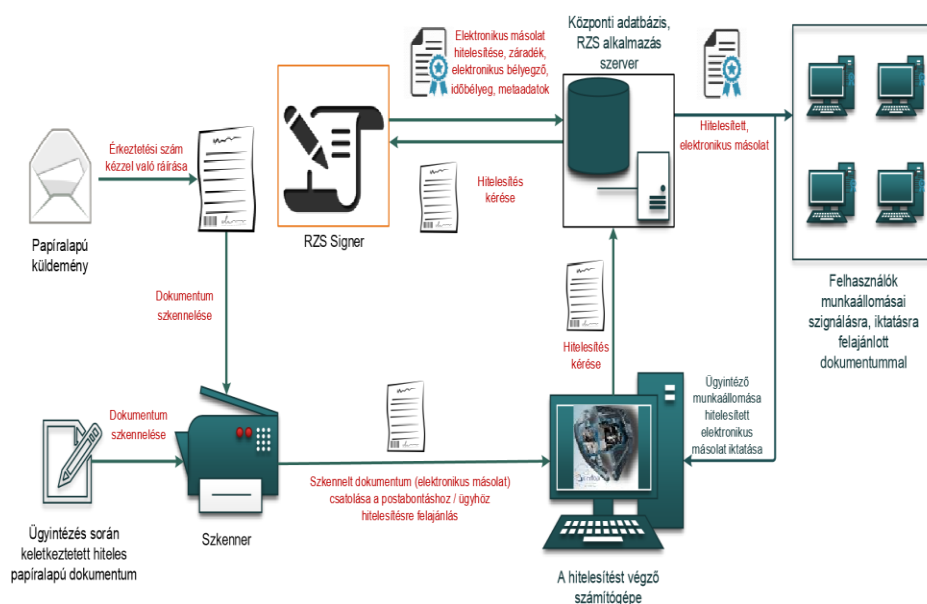 Elektronikus másolat
hitelesítése, záradék,
elektronikus bélyegző,
időbélyeg, metaadatok
Központi adatbázis,
RZS alkalmazás
szerver
Érkeztetési szám
kézzel való ráírása
Hitelesített,
elektronikus másolat
Hitelesítés
kérése
Papíralapú
küldemény
RZS Signer
Felhasználók
munkaállomásai
szignálásra, iktatásra
felajánlott
dokumentummal
Dokumentum
szkennelése
Hitelesítés
kérése
Ügyintéző
munkaállomása
hitelesített
elektronikus
másolat iktatása
Dokumentum
szkennelése
Szkennelt dokumentum (elektronikus másolat)
csatolása a postabontáshoz / ügyhöz
hitelesítésre felajánlás
Ügyintézés során
keletkeztetett hiteles
papíralapú dokumentum
Szkenner
A hitelesítést végző
számítógépe